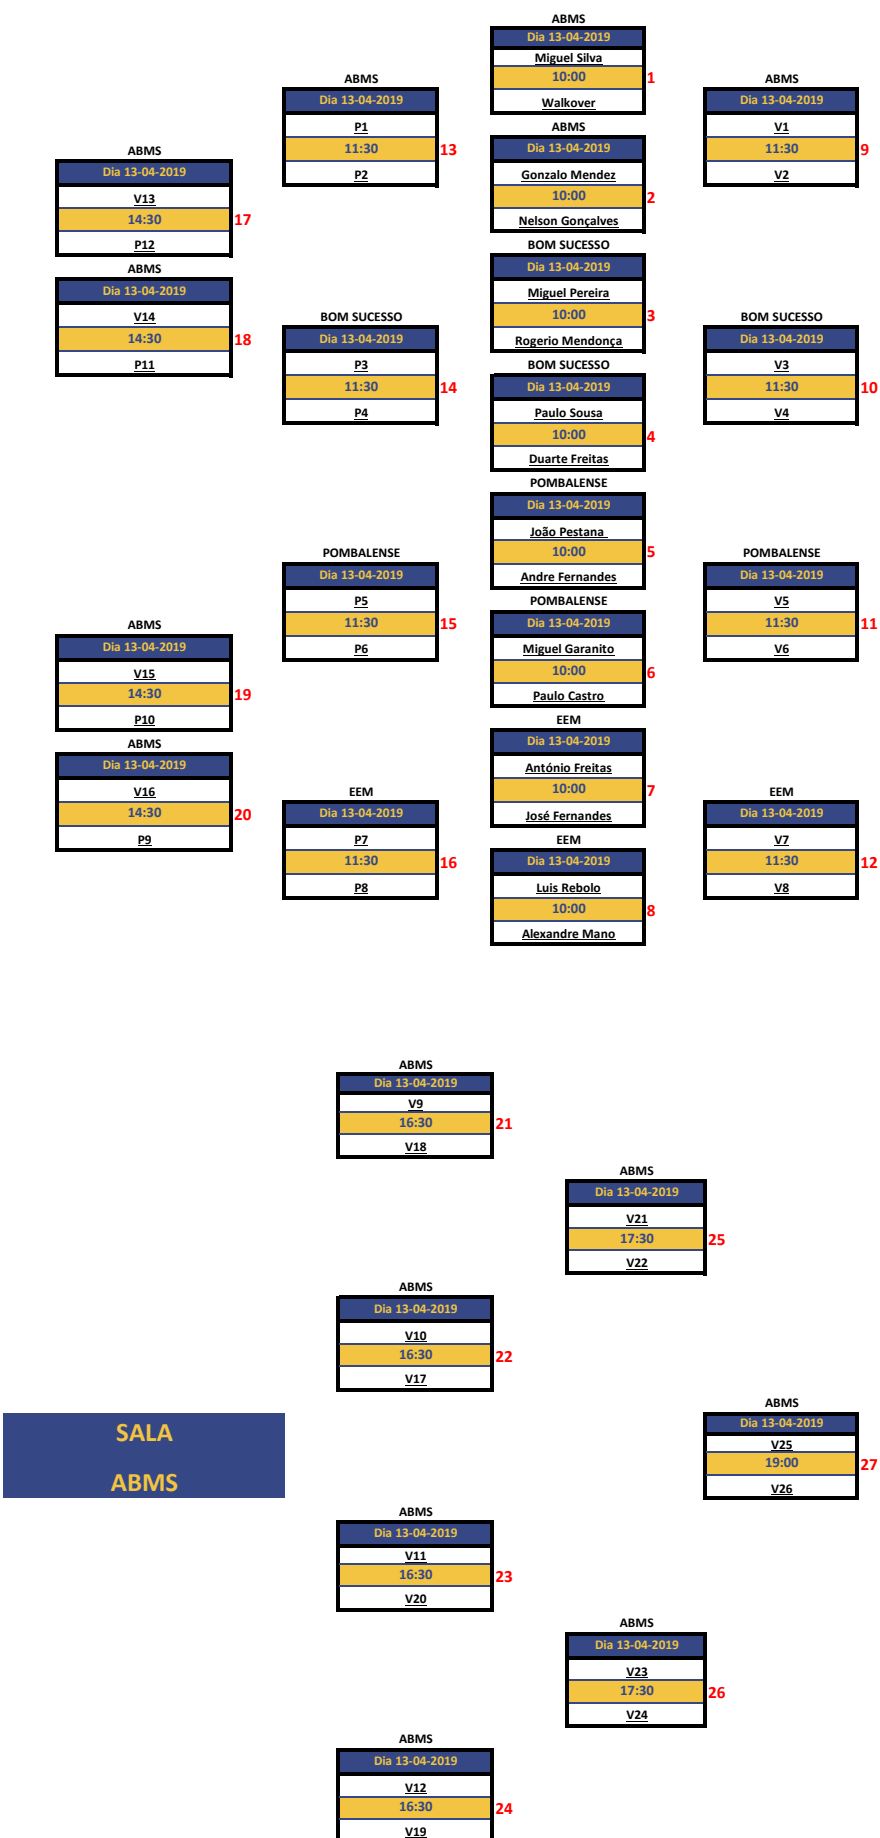 ABMS
Dia 13-04-2019
Miguel Silva
10:00
1
Walkover
ABMS
Dia 13-04-2019
P1
11:30
13
P2
ABMS
Dia 13-04-2019
V1
11:30
9
V2
ABMS
Dia 13-04-2019
Gonzalo Mendez
10:00
2
Nelson Gonçalves
ABMS
Dia 13-04-2019
V13
14:30
17
P12
BOM SUCESSO
Dia 13-04-2019
Miguel Pereira
10:00
3
Rogerio Mendonça
ABMS
Dia 13-04-2019
V14
14:30
18
P11
BOM SUCESSO
Dia 13-04-2019
P3
11:30
14
P4
BOM SUCESSO
Dia 13-04-2019
V3
11:30
10
V4
BOM SUCESSO
Dia 13-04-2019
Paulo Sousa
10:00
4
Duarte Freitas
POMBALENSE
Dia 13-04-2019
João Pestana
10:00
5
Andre Fernandes
POMBALENSE
Dia 13-04-2019
P5
11:30
15
P6
POMBALENSE
Dia 13-04-2019
V5
11:30
11
V6
POMBALENSE
Dia 13-04-2019
Miguel Garanito
10:00
6
Paulo Castro
ABMS
Dia 13-04-2019
V15
14:30
19
P10
EEM
Dia 13-04-2019
António Freitas
10:00
7
José Fernandes
ABMS
Dia 13-04-2019
V16
14:30
20
P9
EEM
Dia 13-04-2019
P7
11:30
16
P8
EEM
Dia 13-04-2019
V7
11:30
12
V8
EEM
Dia 13-04-2019
Luis Rebolo
10:00
8
Alexandre Mano
ABMS
Dia 13-04-2019
V9
16:30
21
V18
ABMS
Dia 13-04-2019
V21
17:30
25
V22
ABMS
Dia 13-04-2019
V10
16:30
22
V17
SALA
ABMS
ABMS
Dia 13-04-2019
V25
19:00
27
V26
ABMS
Dia 13-04-2019
V11
16:30
23
V20
ABMS
Dia 13-04-2019
V23
17:30
26
V24
ABMS
Dia 13-04-2019
V12
16:30
24
V19